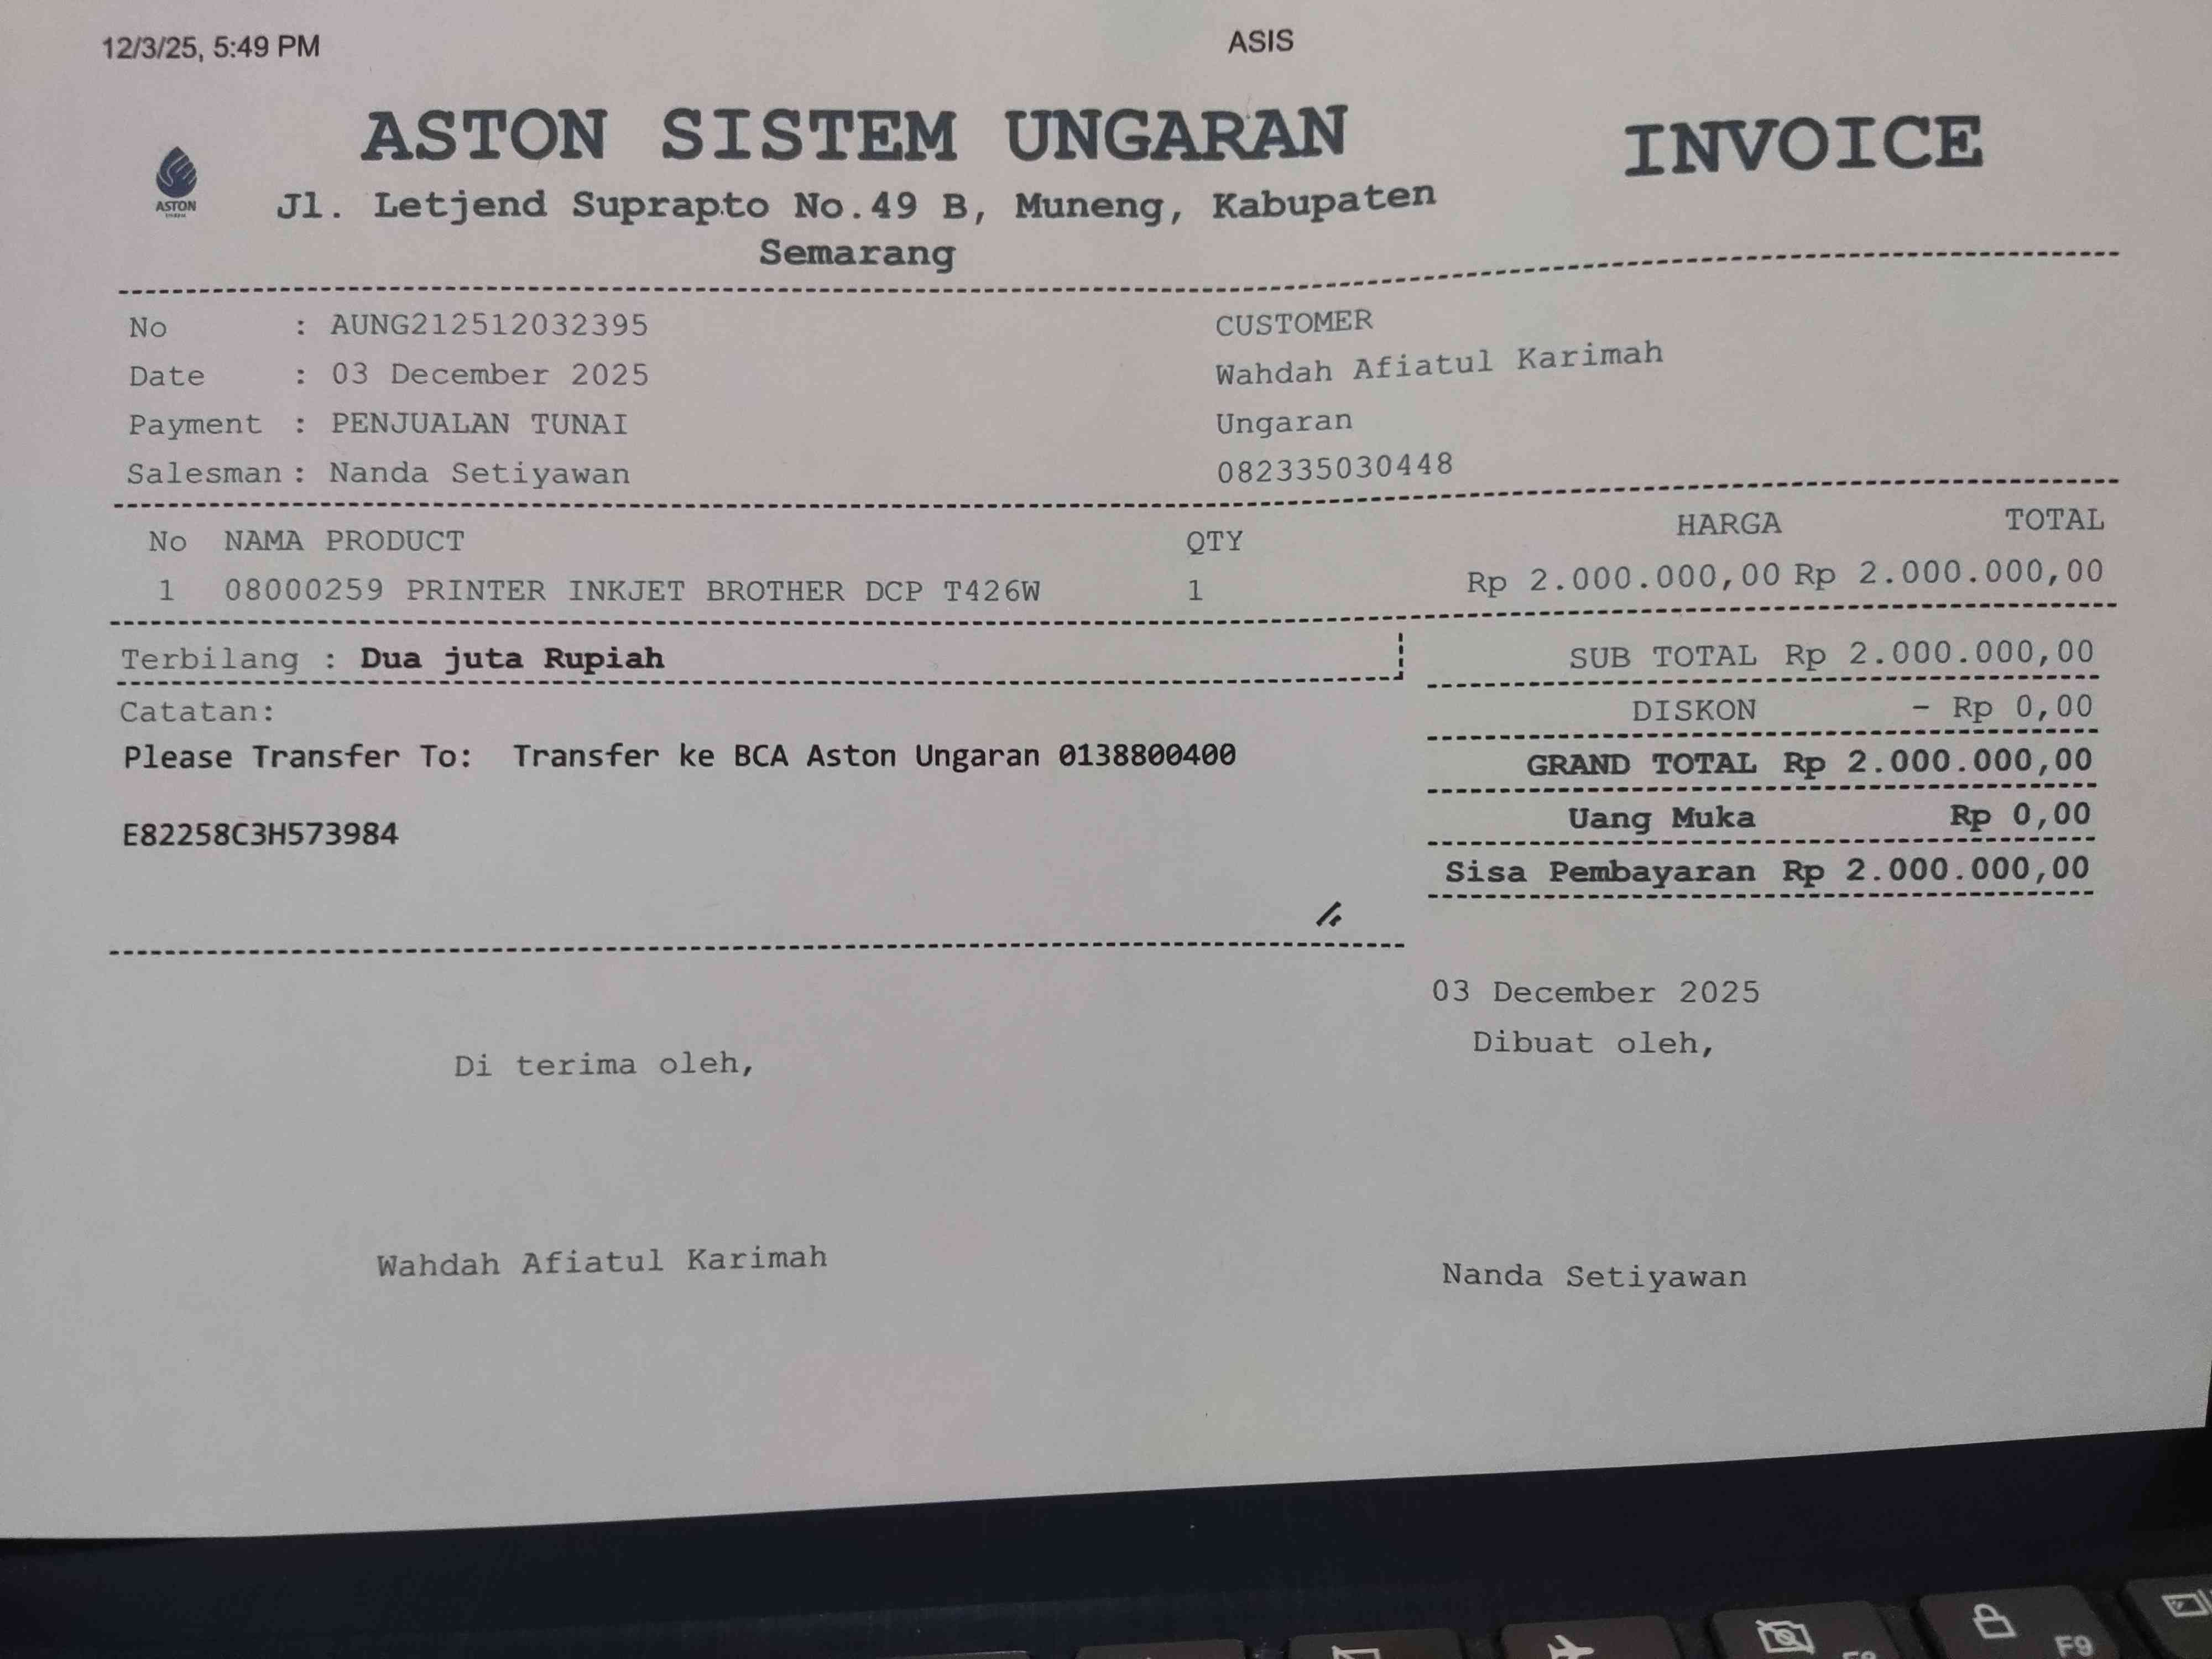 12/3/25, 5:49 PM ASIS
ASTON SISTEM UNGARAN INVOICE
ASTON
Jl. Letjend Suprapto No.49 B, Muneng, Kabupaten
Semarang
No : AUNG212512032395 CUSTOMER
Date : 03 December 2025 Wahdah Afiatul Karimah
Payment : PENJUALAN TUNAI Ungaran
Salesman : Nanda Setiyawan 082335030448
No NAMA PRODUCT QTY HARGA TOTAL
1 08000259 PRINTER INKJET BROTHER DCP T426W 1 Rp 2.000.000,00 Rp 2.000.000,00
Terbilang : Dua juta Rupiah SUB TOTAL Rp 2.000.000,00
Catatan: DISKON - Rp 0,00
Please Transfer To: Transfer ke BCA Aston Ungaran 0138800400 GRAND TOTAL Rp 2.000.000,00
E82258C3H573984 Uang Muka Rp 0,00
Sisa Pembayaran Rp 2.000.000,00
03 December 2025
Di terima oleh, Dibuat oleh,
Wahdah Afiatul Karimah Nanda Setiyawan
F9